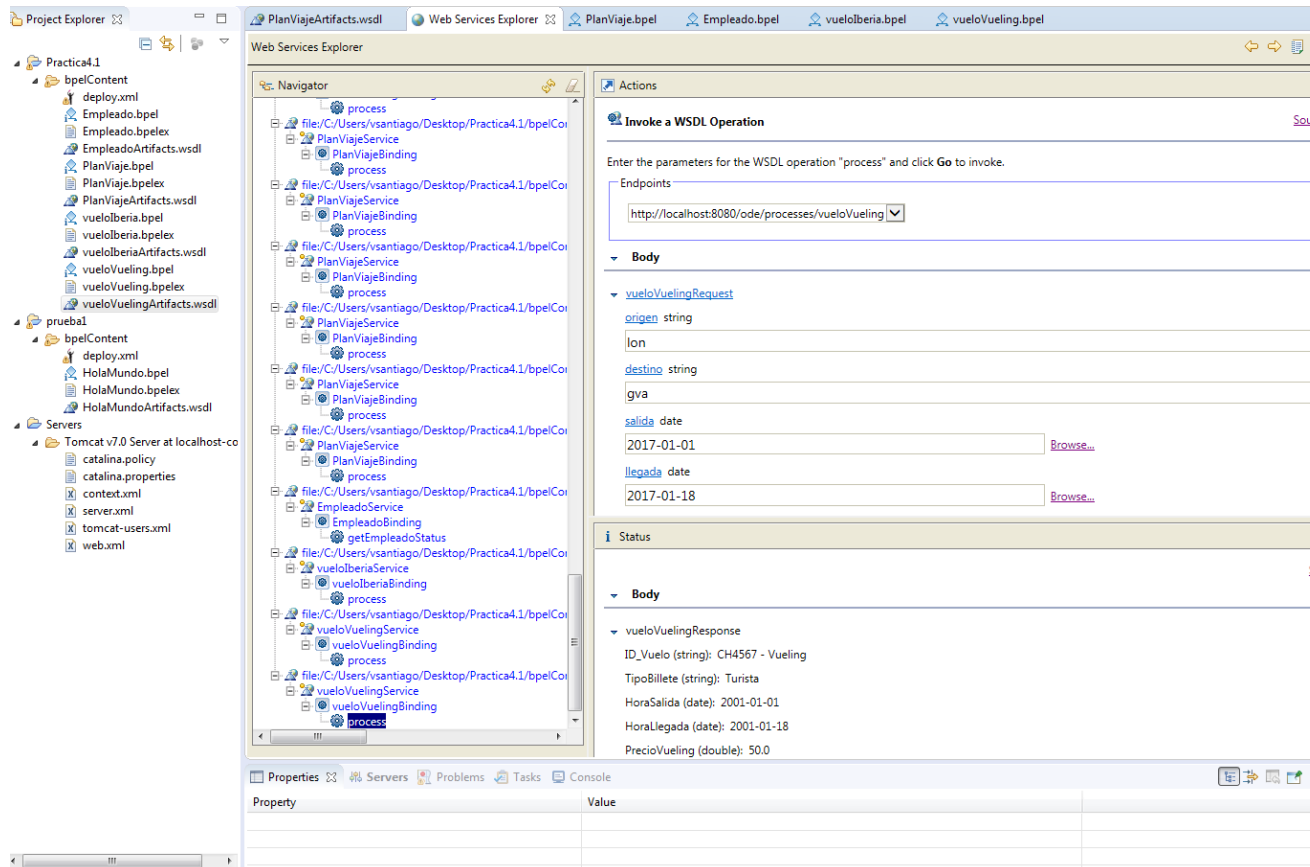 Project Explorer
Practica4.1
bpelContent
deploy.xml
Empleado.bpel
Empleado.bpelex
EmpleadoArtifacts.wsdl
PlanViaje.bpel
PlanViaje.bpelex
PlanViajeArtifacts.wsdl
vueloIberia.bpel
vueloIberia.bpelex
vueloIberiaArtifacts.wsdl
vueloVueling.bpel
vueloVueling.bpelex
vueloVuelingArtifacts.wsdl
prueba1
bpelContent
deploy.xml
HolaMundo.bpel
HolaMundo.bpelex
HolaMundoArtifacts.wsdl
Servers
Tomcat v7.0 Server at localhost-co
catalina.policy
catalina.properties
context.xml
server.xml
tomcat-users.xml
web.xml
PlanViajeArtifacts.wsdl Web Services Explorer PlanViaje.bpel Empleado.bpel vueloIberia.bpel vueloVueling.bpel
Web Services Explorer
Navigator
process
file:/C:/Users/vsantiago/Desktop/Practica4.1/bpelCor
PlanViajeService
PlanViajeBinding
process
file:/C:/Users/vsantiago/Desktop/Practica4.1/bpelCor
PlanViajeService
PlanViajeBinding
process
file:/C:/Users/vsantiago/Desktop/Practica4.1/bpelCor
PlanViajeService
PlanViajeBinding
process
file:/C:/Users/vsantiago/Desktop/Practica4.1/bpelCor
PlanViajeService
PlanViajeBinding
process
file:/C:/Users/vsantiago/Desktop/Practica4.1/bpelCor
PlanViajeService
PlanViajeBinding
process
file:/C:/Users/vsantiago/Desktop/Practica4.1/bpelCor
PlanViajeService
PlanViajeBinding
process
file:/C:/Users/vsantiago/Desktop/Practica4.1/bpelCor
EmpleadoService
EmpleadoBinding
getEmpleadoStatus
file:/C:/Users/vsantiago/Desktop/Practica4.1/bpelCor
vueloIberiaService
vueloIberiaBinding
process
file:/C:/Users/vsantiago/Desktop/Practica4.1/bpelCor
vueloVuelingService
vueloVuelingBinding
process
file:/C:/Users/vsantiago/Desktop/Practica4.1/bpelCor
vueloVuelingService
vueloVuelingBinding
process
Actions
Invoke a WSDL Operation
Sou
Enter the parameters for the WSDL operation "process" and click Go to invoke.
Endpoints
http://localhost:8080/ode/processes/vueloVueling
Body
vueloVuelingRequest
origen string
lon
destino string
gva
salida date
2017-01-01 Browse...
llegada date
2017-01-18 Browse...
i Status
Body
vueloVuelingResponse
ID_Vuelo (string): CH4567 - Vueling
TipoBillete (string): Turista
HoraSalida (date): 2001-01-01
HoraLlegada (date): 2001-01-18
PrecioVueling (double): 50.0
Properties Servers Problems Tasks Console
Property Value